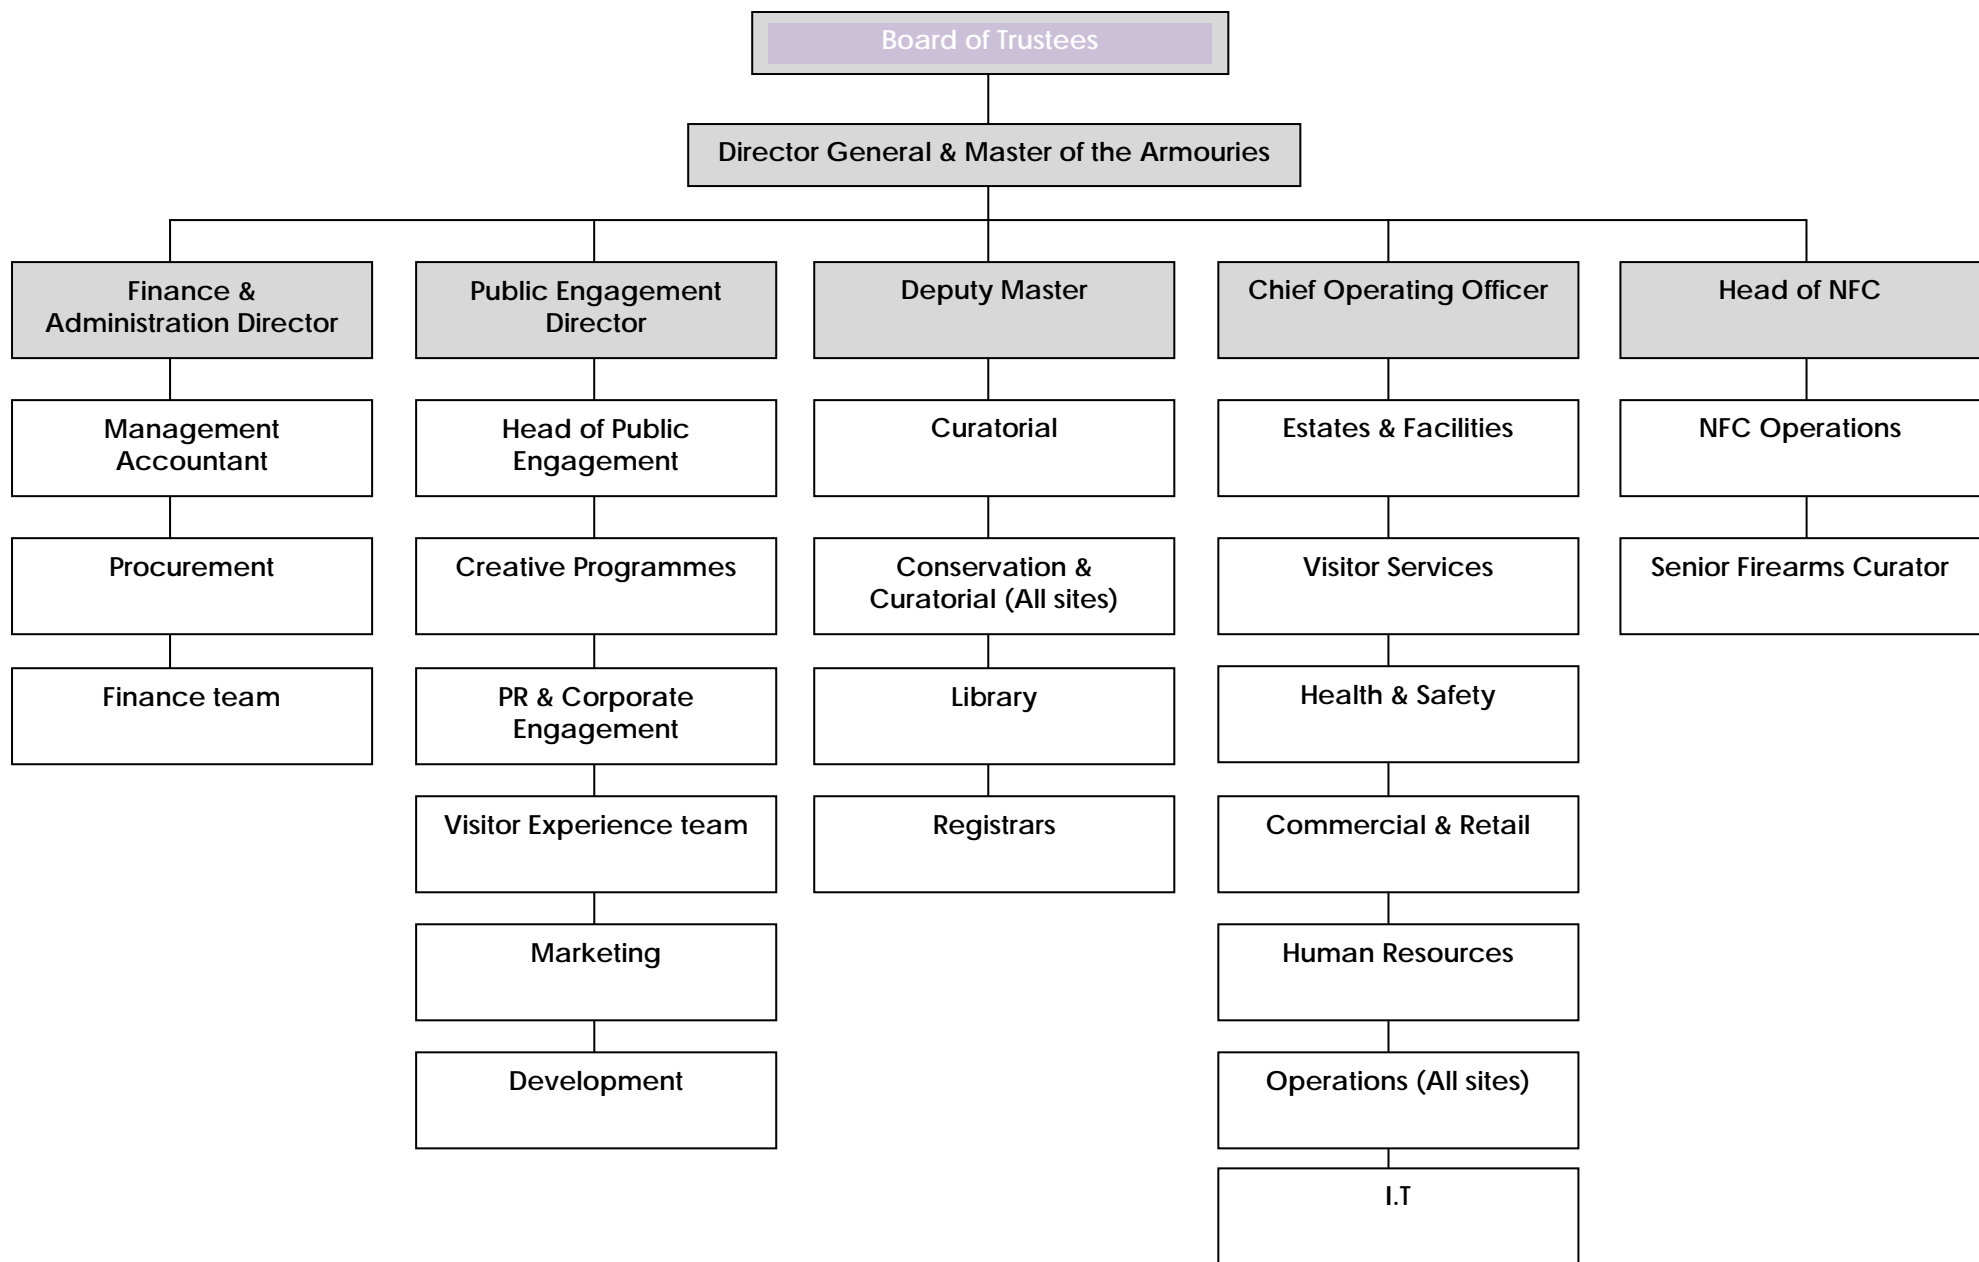 Board of Trustees
Director General & Master of the Armouries
Finance &
Administration Director
Management
Accountant
Procurement
Finance team
Public Engagement
Director
Head of Public
Engagement
Creative Programmes
PR & Corporate
Engagement
Visitor Experience team
Marketing
Development
Deputy Master
Curatorial
Conservation &
Curatorial (All sites)
Library
Registrars
Chief Operating Officer
Estates & Facilities
Visitor Services
Health & Safety
Commercial & Retail
Human Resources
Operations (All sites)
I.T
Head of NFC
NFC Operations
Senior Firearms Curator